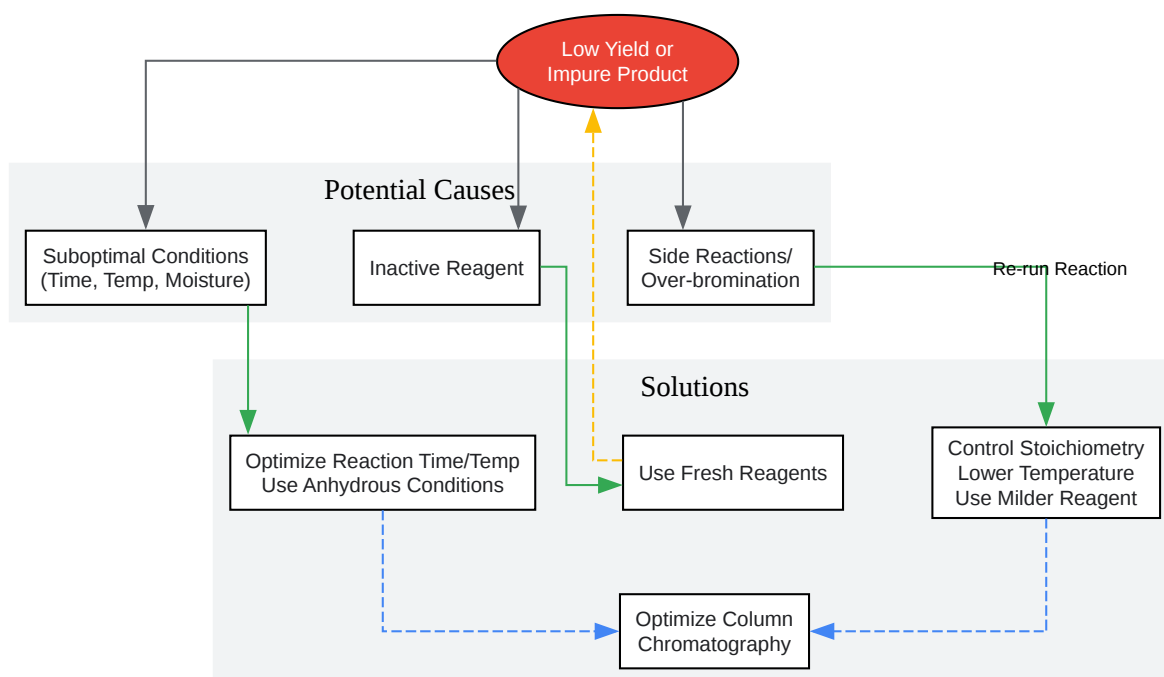 Low Yield or
Impure Product
Potential Causes
Suboptimal Conditions
(Time, Temp, Moisture)
Inactive Reagent
Side Reactions/
Over-bromination
Re-run Reaction
Solutions
Optimize Reaction Time/Temp
Use Anhydrous Conditions
Use Fresh Reagents
Control Stoichiometry
Lower Temperature
Use Milder Reagent
Optimize Column
Chromatography